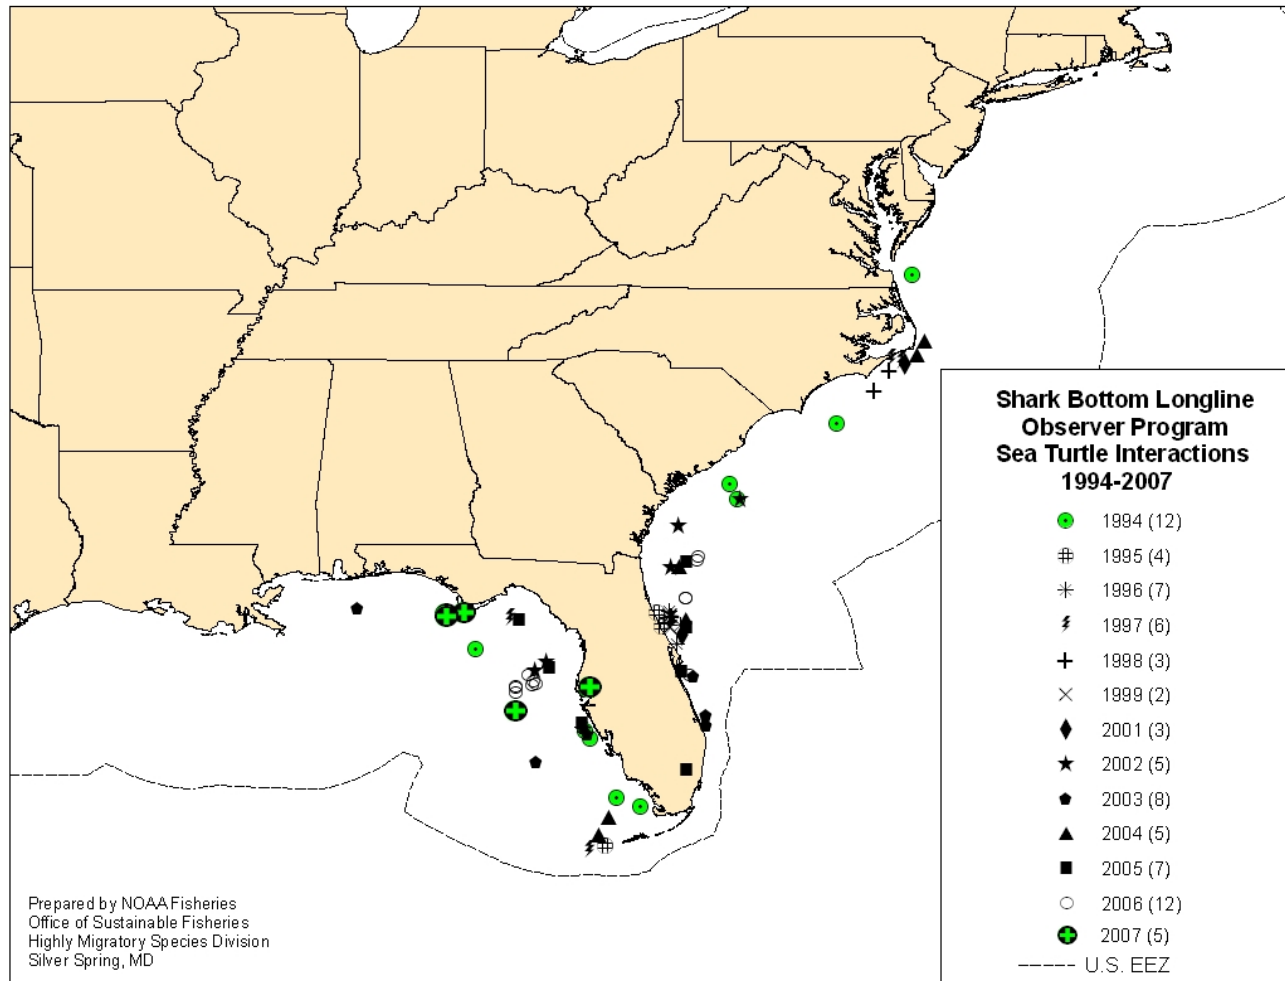 Shark Bottom Longline
Observer Program
Sea Turtle Interactions
1994-2007
1994 (12)
1995 (4)
1996 (7)
1997 (6)
1998 (3)
1999 (2)
2001 (3)
2002 (5)
2003 (8)
2004 (5)
2005 (7)
2006 (12)
2007 (5)
U.S. EEZ
Prepared by NOAA Fisheries
Office of Sustainable Fisheries
Highly Migratory Species Division
Silver Spring, MD